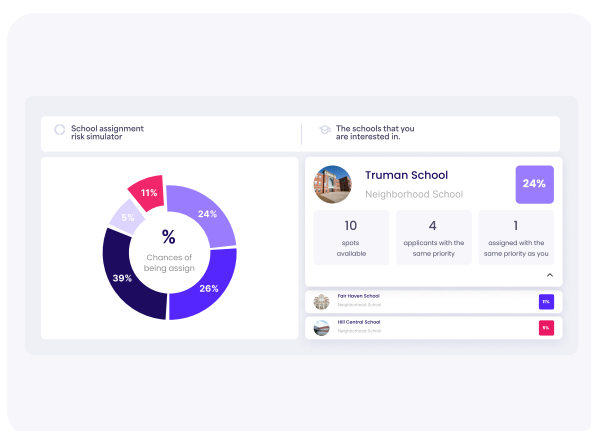 School assignment
risk simulator
The schools that you
are interested in.
11%
24%
5%
39%
26%
%
Chances of
being assign
Truman School
Neighborhood School
24%
10
spots
available
4
applicants with the
same priority
1
assigned with the
same priority as you
Fair Haven School
Neighborhood School
11%
Hill Central School
Neighborhood School
5%